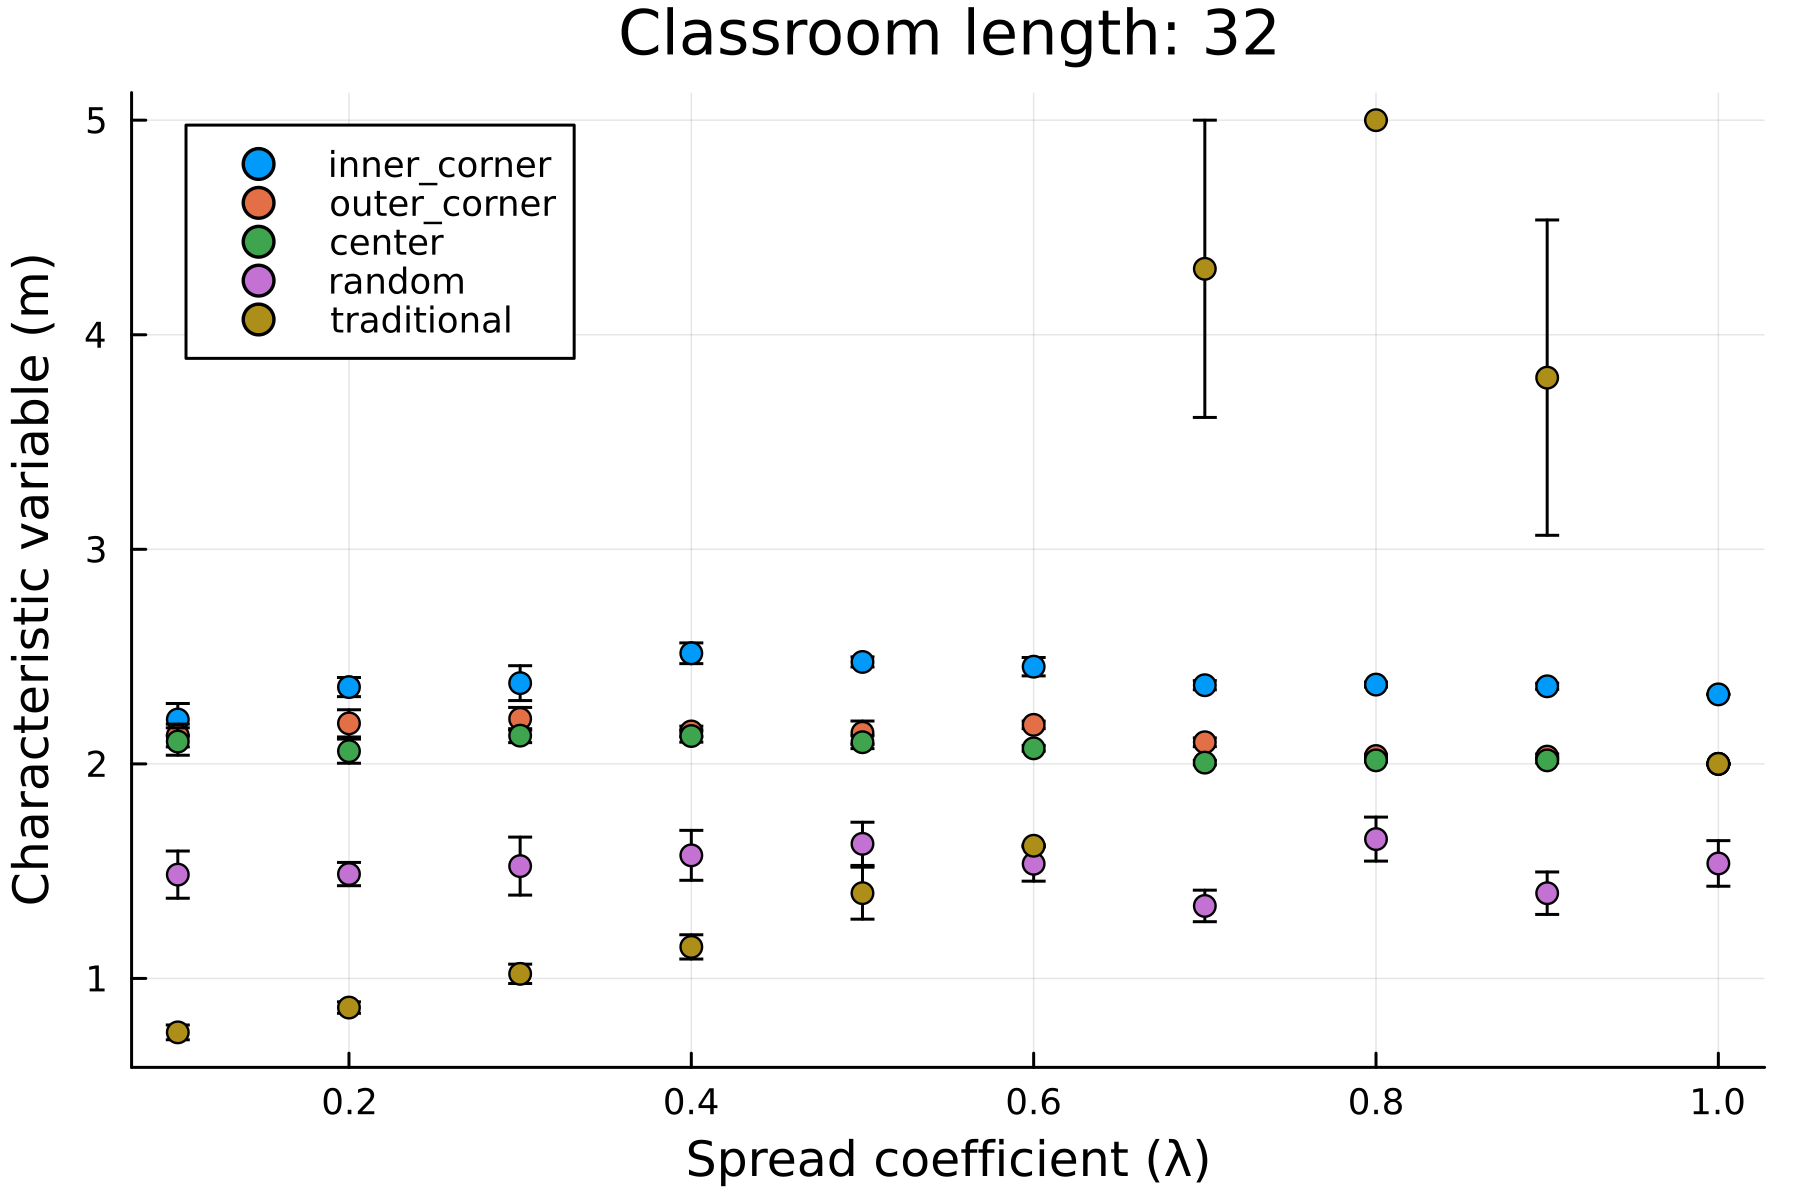 Classroom length: 32
Characteristic variable (m)
5
4
3
2
1
inner_corner
outer_corner
center
random
traditional
0.2
0.4
0.6
0.8
1.0
Spread coefficient (λ)